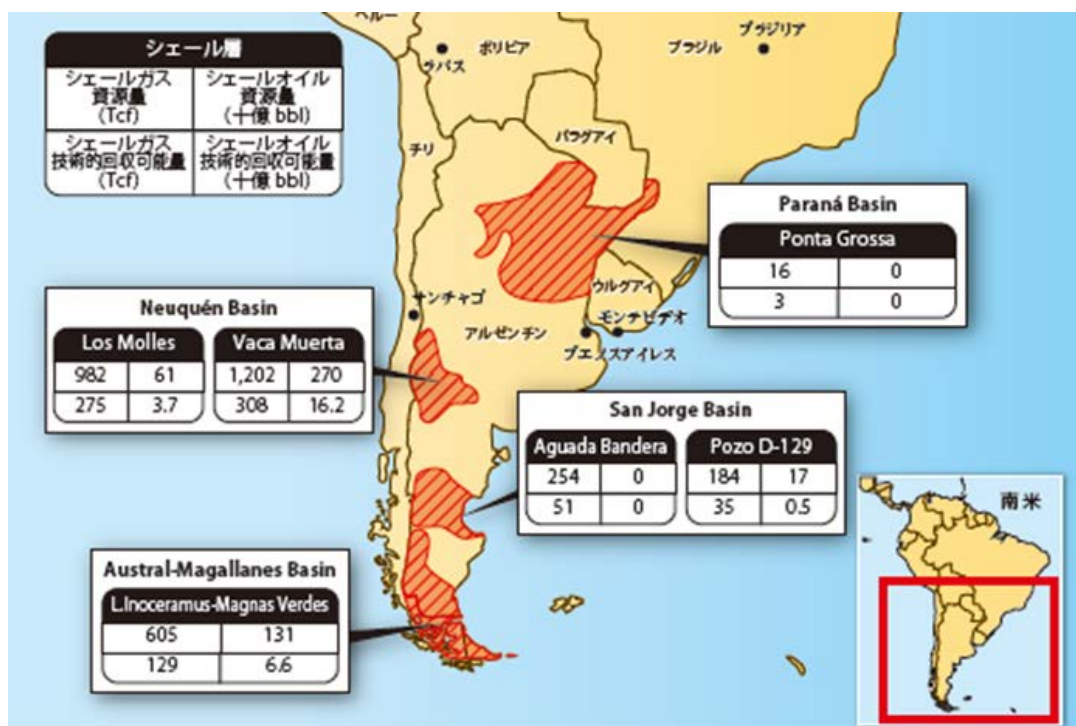 ペルー
ボリビア
ラパス
ブラジル
ブラジリア
シェール層
シェールガス
資源量
(Tcf)
シェールオイル
資源量
(十億 bbl)
シェールガス
技術的回収可能量
(Tcf)
シェールオイル
技術的回収可能量
(十億 bbl)
チリ
パラグアイ
Paraná Basin
Ponta Grossa
16 0
3 0
Neuquén Basin
Los Molles
982 61
275 3.7
Vaca Muerta
1,202 270
308 16.2
サンチャゴ
アルゼンチン
ウルグアイ
モンテビデオ
ブエノスアイレス
San Jorge Basin
Aguada Bandera
254 0
51 0
Pozo D-129
184 17
35 0.5
Austral-Magallanes Basin
L.Inoceramus-Magnas Verdes
605 131
129 6.6
南米